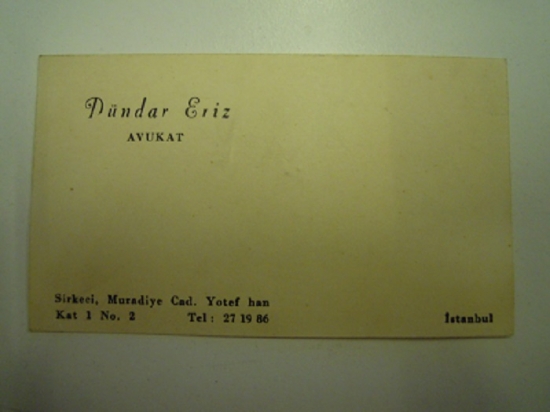 Dündar Eriz
AVUKAT
Sirkeci, Muradiye Cad. Yotef han
Kat 1 No. 2 Tel: 27 19 86
İstanbul